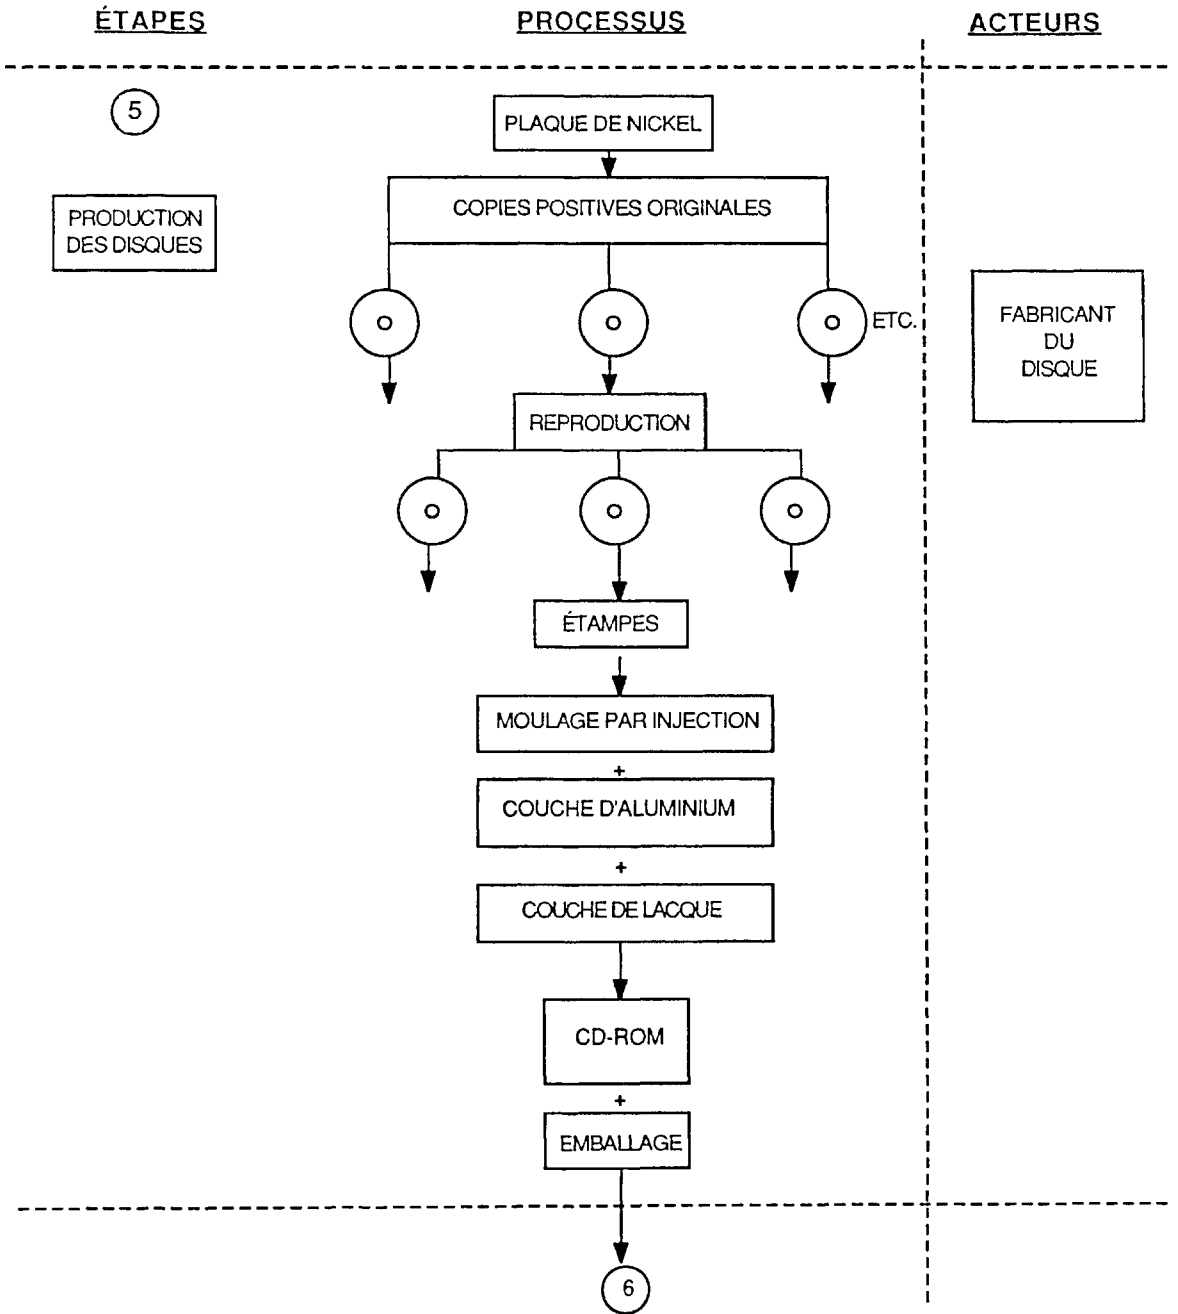 ÉTAPES
PROCESSUS
ACTEURS
5
PRODUCTION
DES DISQUES
PLAQUE DE NICKEL
COPIES POSITIVES ORIGINALES
ETC.
REPRODUCTION
ÉTAMPES
MOULAGE PAR INJECTION
+
COUCHE D'ALUMINIUM
+
COUCHE DE LACQUE
CD-ROM
+
EMBALLAGE
6
FABRICANT
DU
DISQUE